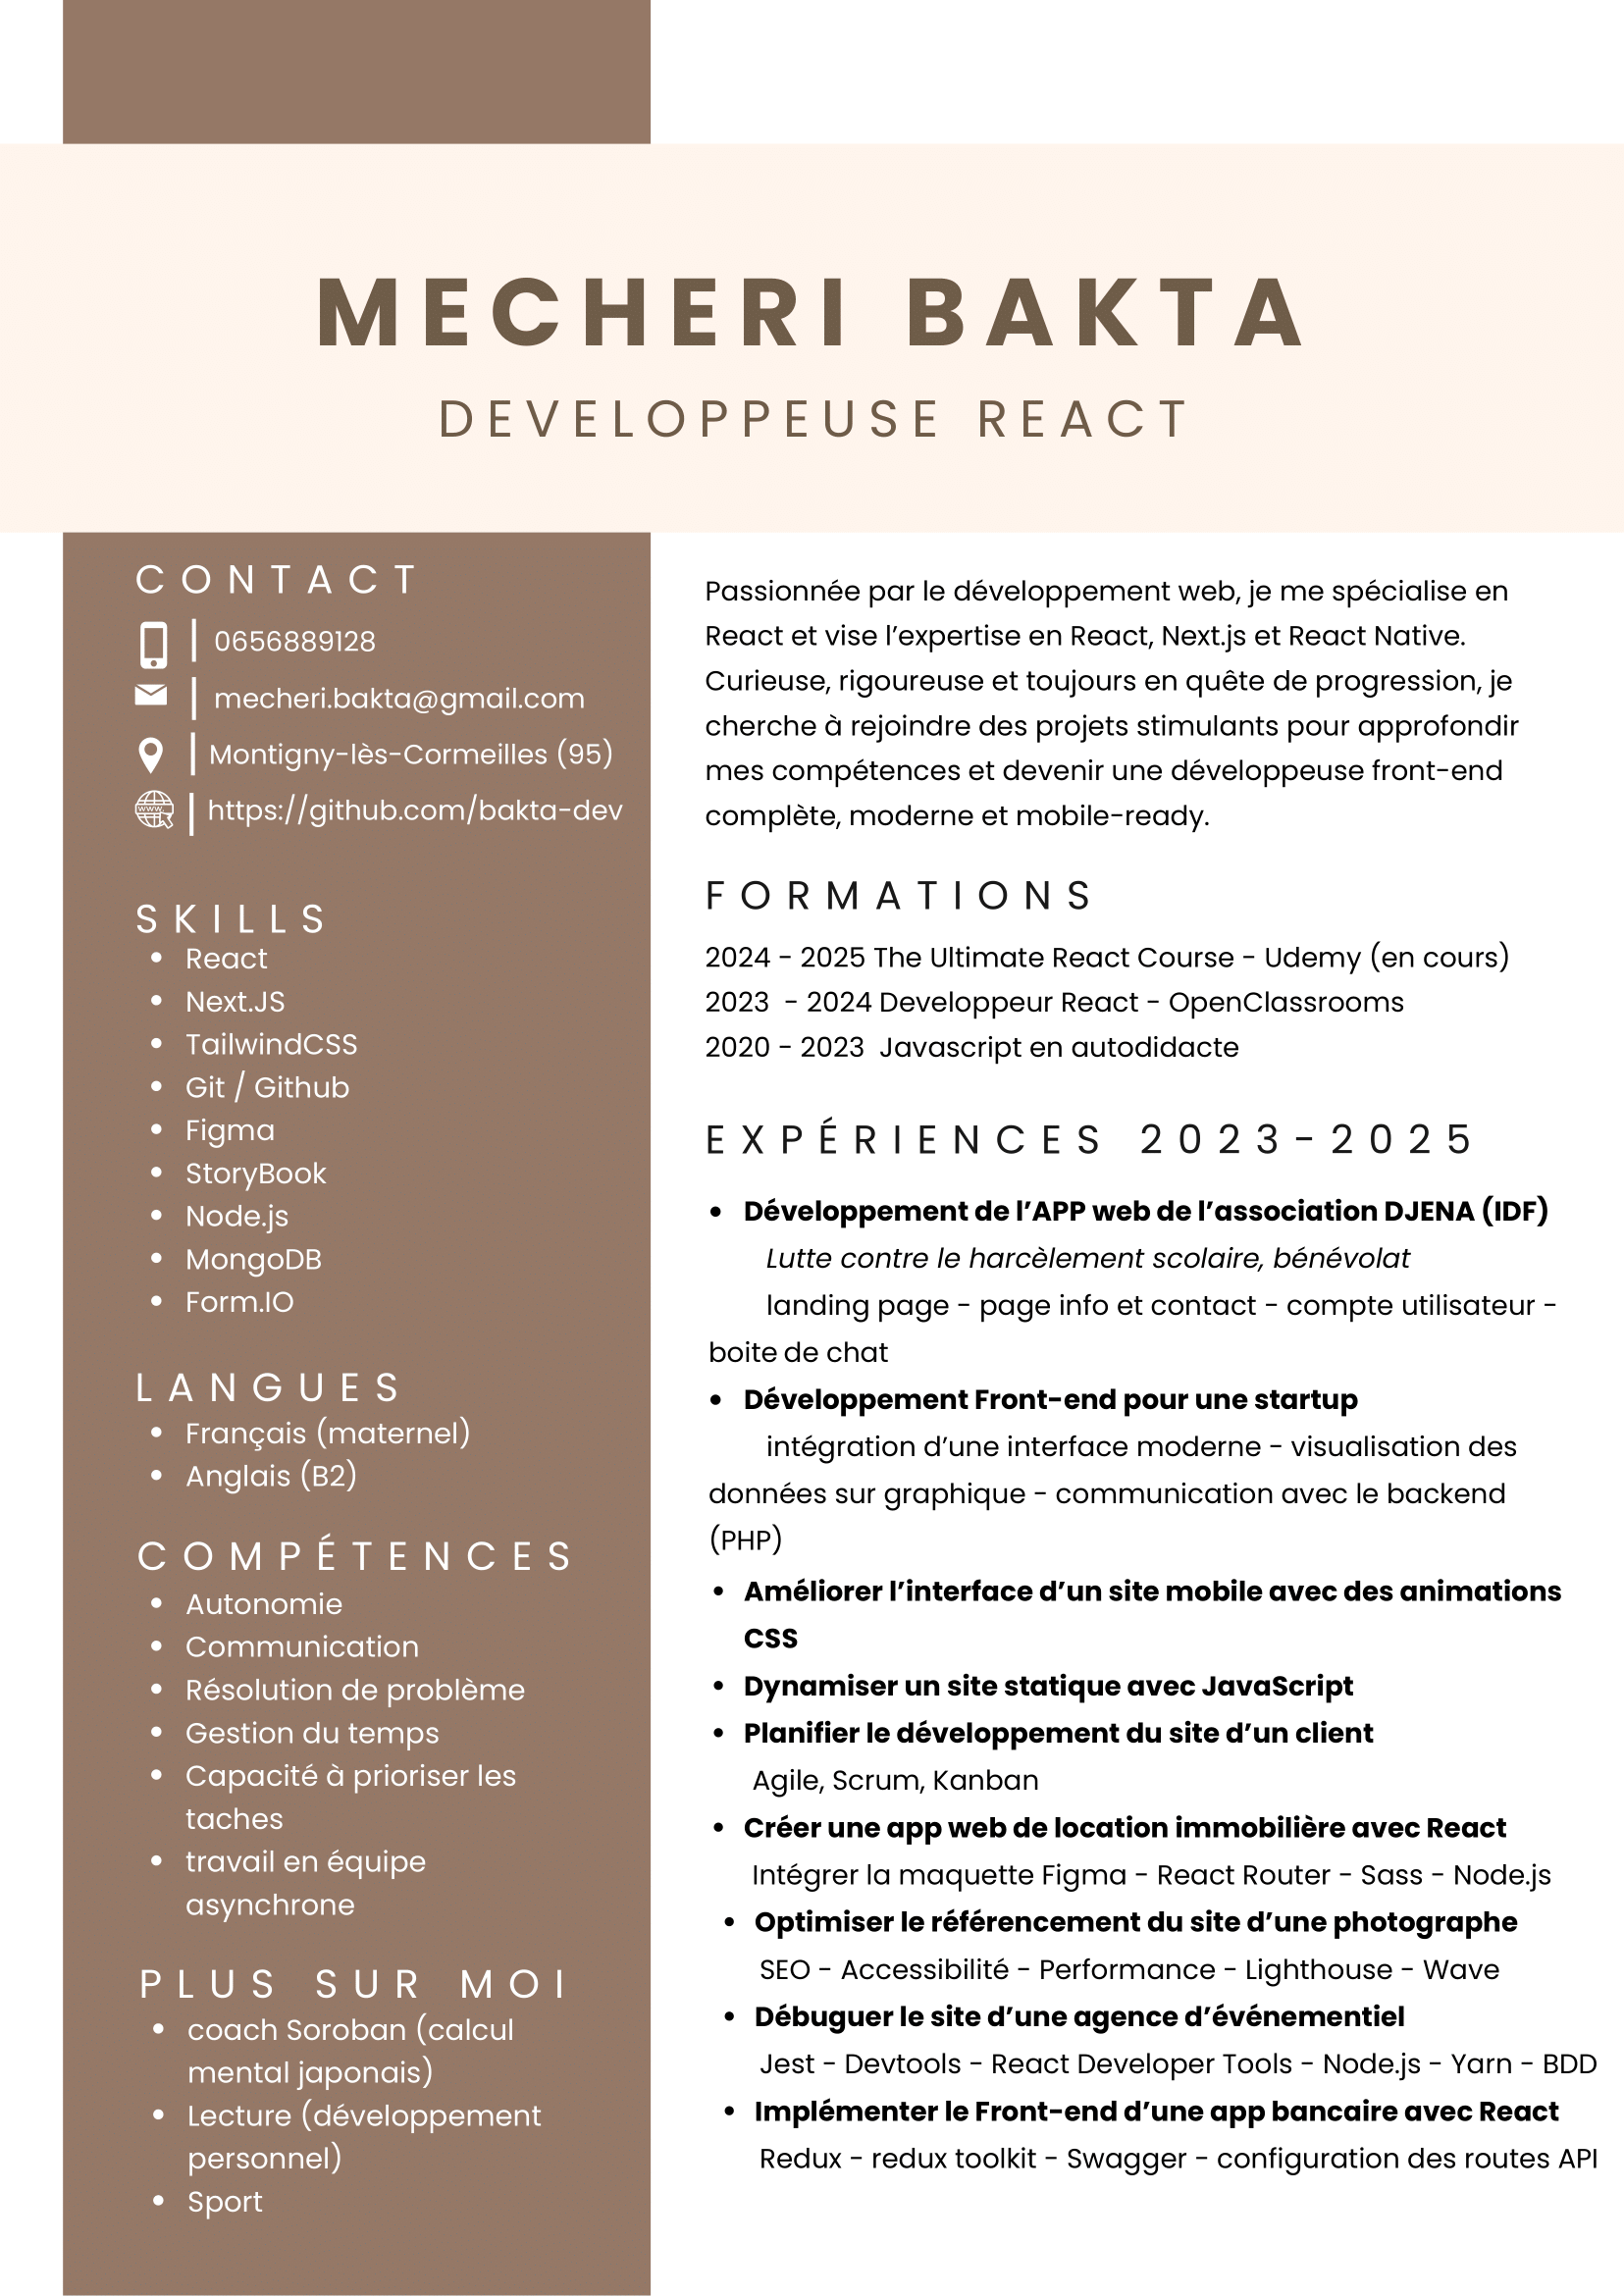 MECHERI BAKTA
DEVELOPPEUSE REACT
CONTACT
0656889128
mecheri.bakta@gmail.com
Montigny-lès-Cormeilles (95)
www.
https://github.com/bakta-dev
SKILLS
• React
• Next.JS
• TailwindCSS
• Git / Github
• Figma
• StoryBook
• Node.js
• MongoDB
• Form.IO
LANGUES
• Français (maternel)
• Anglais (B2)
COMPÉTENCES
• Autonomie
• Communication
• Résolution de problème
• Gestion du temps
• Capacité à prioriser les
taches
• travail en équipe
asynchrone
PLUS SUR MOI
• coach Soroban (calcul
mental japonais)
• Lecture (développement
personnel)
• Sport
Passionnée par le développement web, je me spécialise en
React et vise l’expertise en React, Next.js et React Native.
Curieuse, rigoureuse et toujours en quête de progression, je
cherche à rejoindre des projets stimulants pour approfondir
mes compétences et devenir une développeuse front-end
complète, moderne et mobile-ready.
FORMATIONS
2024 - 2025 The Ultimate React Course - Udemy (en cours)
2023 - 2024 Developpeur React - OpenClassrooms
2020 - 2023 Javascript en autodidacte
EXPÉRIENCES 2023-2025
• Développement de l’APP web de l’association DJENA (IDF)
Lutte contre le harcèlement scolaire, bénévolat
landing page - page info et contact - compte utilisateur -
boite de chat
• Développement Front-end pour une startup
intégration d’une interface moderne - visualisation des
données sur graphique - communication avec le backend
(PHP)
• Améliorer l’interface d’un site mobile avec des animations
CSS
• Dynamiser un site statique avec JavaScript
• Planifier le développement du site d’un client
Agile, Scrum, Kanban
• Créer une app web de location immobilière avec React
Intégrer la maquette Figma - React Router - Sass - Node.js
• Optimiser le référencement du site d’une photographe
SEO - Accessibilité - Performance - Lighthouse - Wave
• Débuguer le site d’une agence d’événementiel
Jest - Devtools - React Developer Tools - Node.js - Yarn - BDD
• Implémenter le Front-end d’une app bancaire avec React
Redux - redux toolkit - Swagger - configuration des routes API